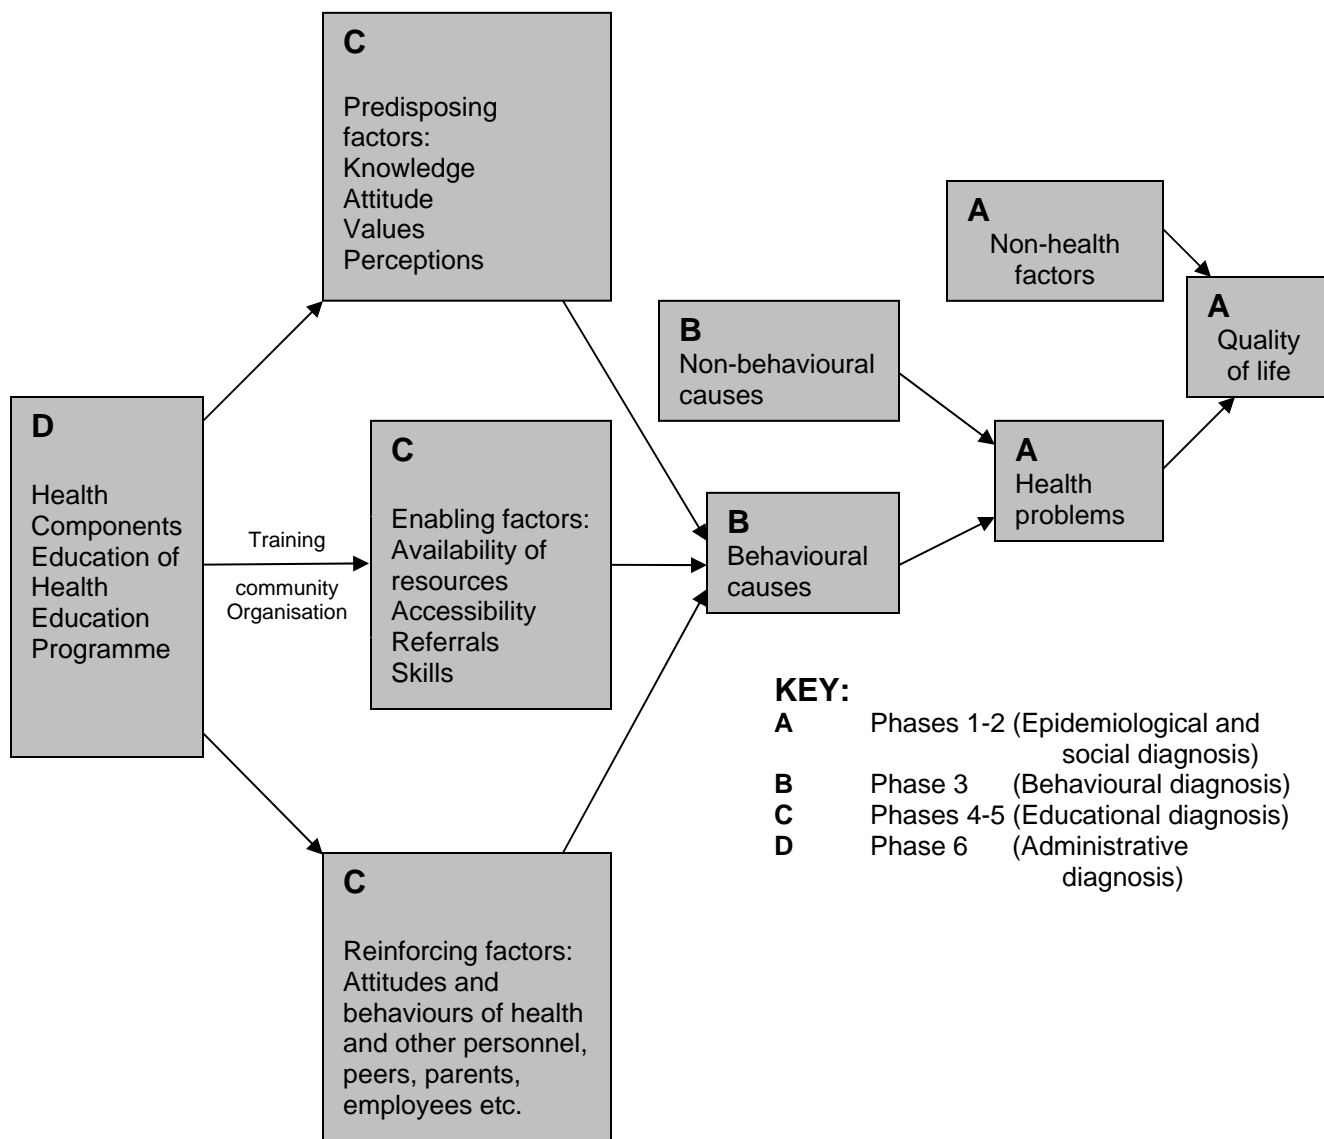 C
Predisposing
factors:
Knowledge
Attitude
Values
Perceptions
A
Non-health
factors
A
Quality
of life
B
Non-behavioural
causes
D
Health
Components
Education of
Health
Education
Programme
Training
community
Organisation
C
Enabling factors:
Availability of
resources
Accessibility
Referrals
Skills
B
Behavioural
causes
A
Health
problems
C
Reinforcing factors:
Attitudes and
behaviours of health
and other personnel,
peers, parents,
employees etc.
KEY:
A Phases 1-2 (Epidemiological and
social diagnosis)
B Phase 3 (Behavioural diagnosis)
C Phases 4-5 (Educational diagnosis)
D Phase 6 (Administrative
diagnosis)